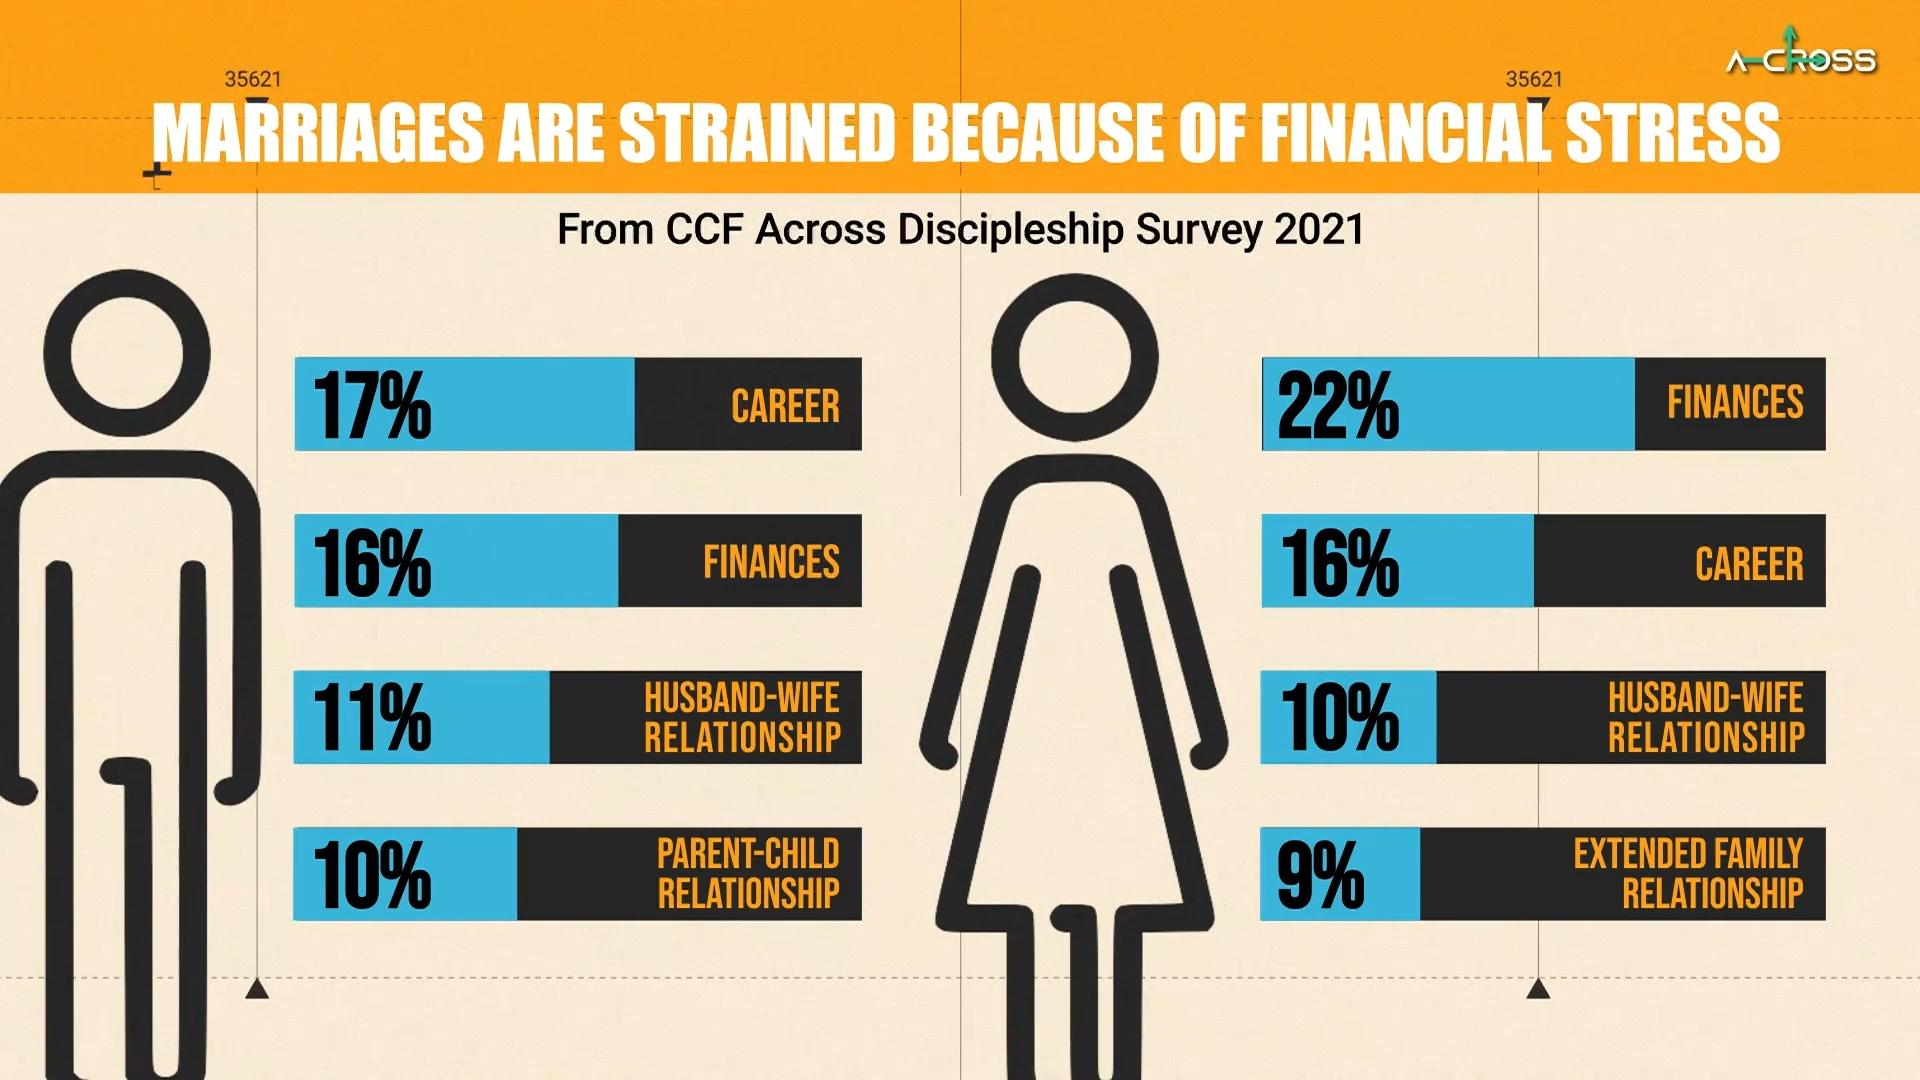 A-CROSS
35621
35621
MARRIAGES ARE STRAINED BECAUSE OF FINANCIAL STRESS
From CCF Across Discipleship Survey 2021
17%
CAREER
16%
FINANCES
11%
HUSBAND-WIFE
RELATIONSHIP
10%
PARENT-CHILD
RELATIONSHIP
22%
FINANCES
16%
CAREER
10%
HUSBAND-WIFE
RELATIONSHIP
9%
EXTENDED FAMILY
RELATIONSHIP